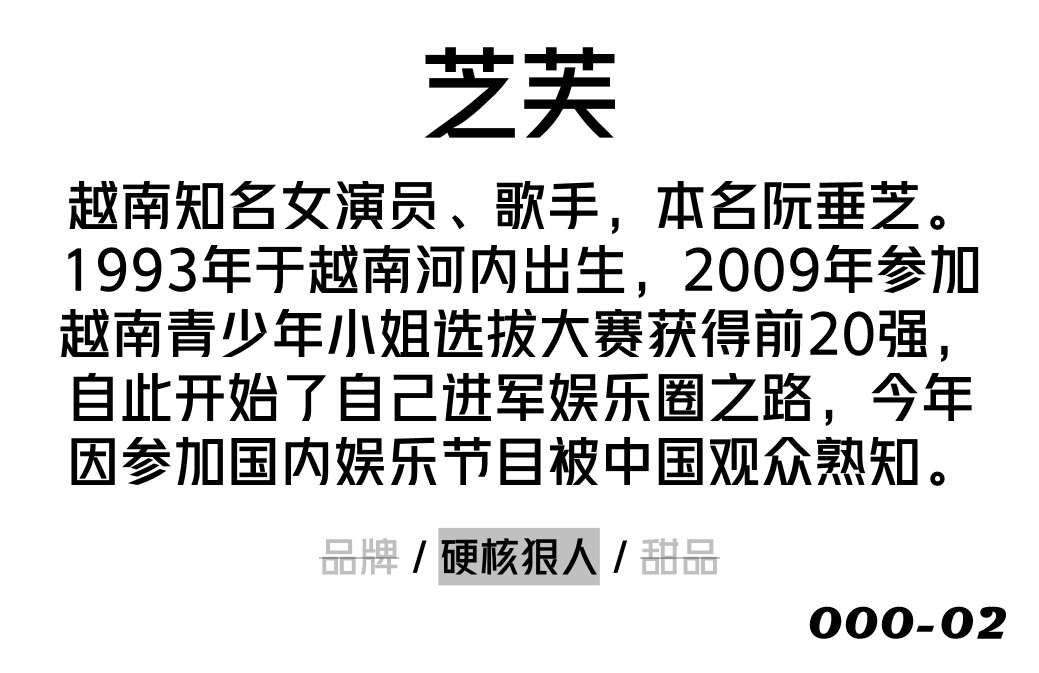 芝芙
越南知名女演员、歌手，本名阮垂芝。
1993年于越南河内出生，2009年参加
越南青少年小姐选拔大赛获得前20强，
自此开始了自己进军娱乐圈之路，今年
因参加国内娱乐节目被中国观众熟知。
品牌 / 硬核狠人 / 甜品
000-02